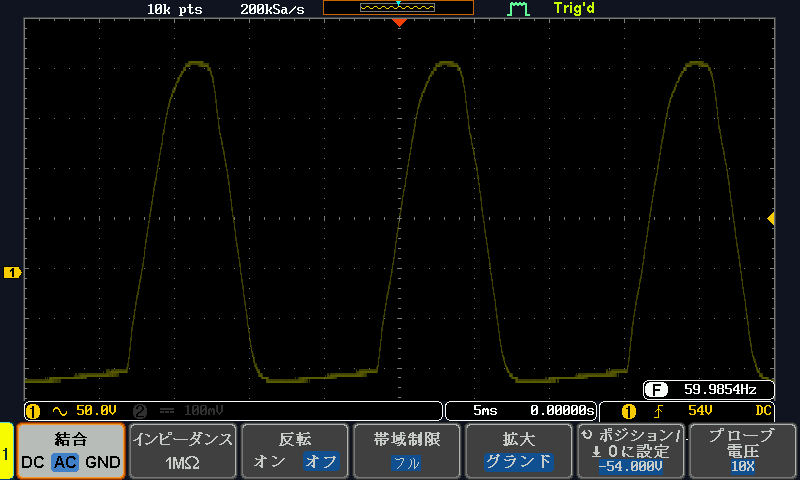 10k pts 200kSa/s Trig'd
1
F 59.9854Hz
1 50.0V 2 100mV 5ms 0.00000s 1 54V DC
1
結合
DC AC GND
インピーダンス
1MΩ
反転
オン オフ
帯域制限
フル
拡大
グランド
ポジション/
0に設定
-54.000V
プローブ
電圧
10X